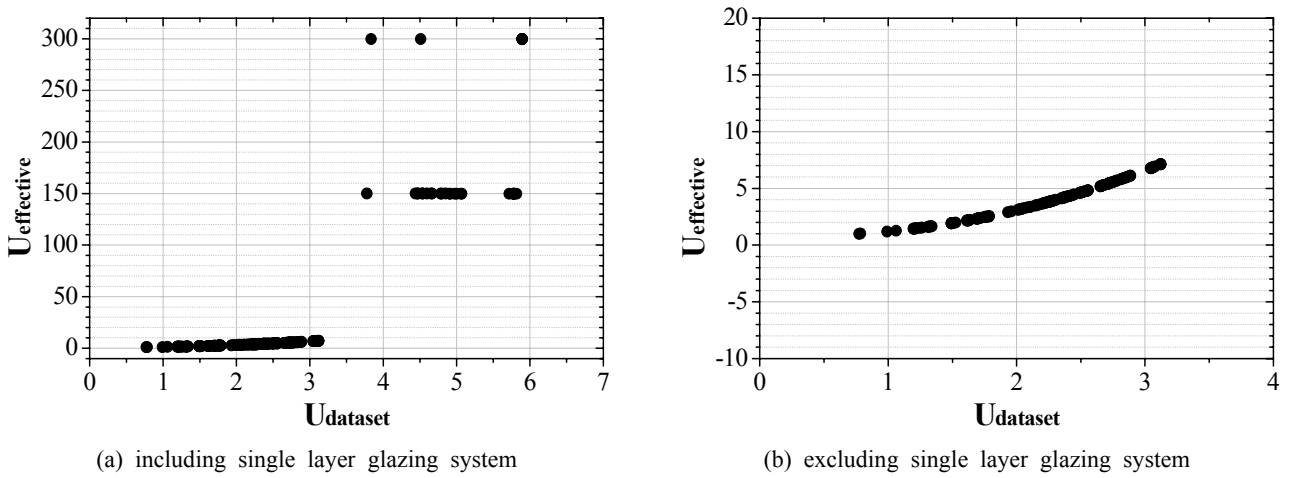 300
250
200
150
100
50
0
Ueffective
0 1 2 3 4 5 6 7
Udataset
(a) including single layer glazing system
20
15
10
5
0
-5
-10
Ueffective
0 1 2 3 4
Udataset
(b) excluding single layer glazing system